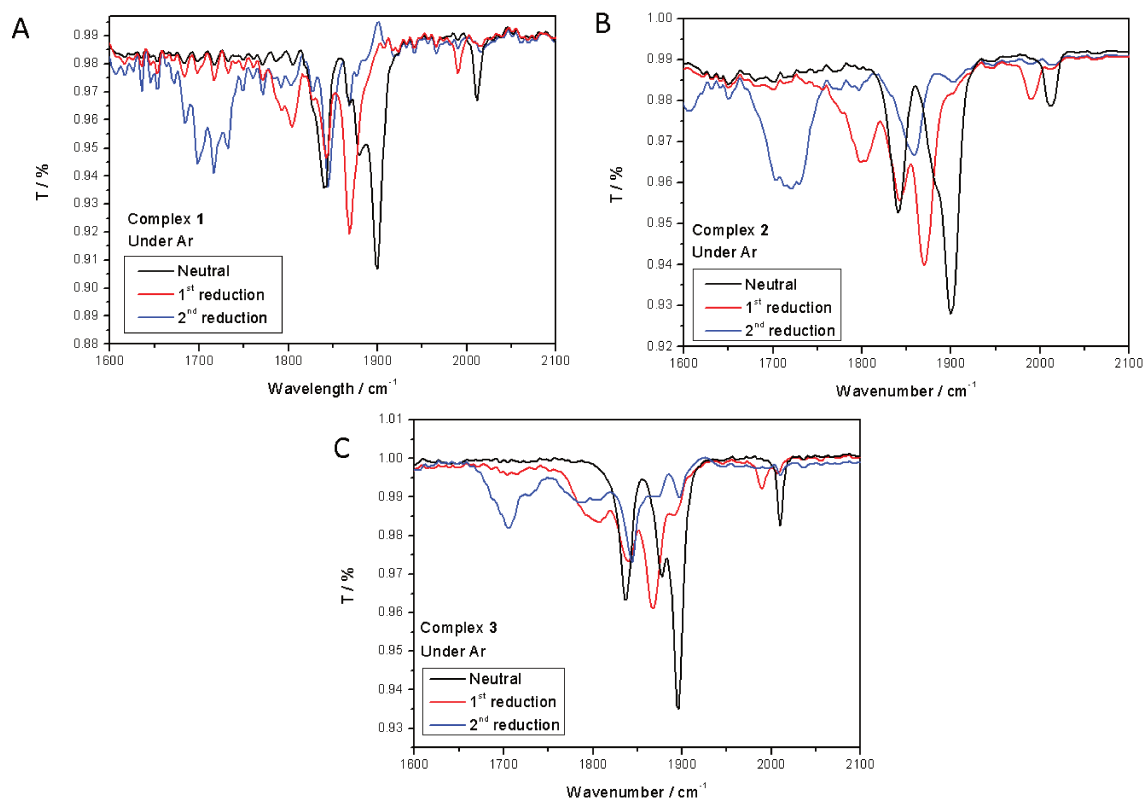 A
T / %
0.99
0.98
0.97
0.96
0.95
0.94
0.93
0.92
0.91
0.90
0.89
0.88
Complex 1
Under Ar
Neutral
1st reduction
2nd reduction
1600 1700 1800 1900 2000 2100
Wavelength / cm-1
B
T / %
1.00
0.99
0.98
0.97
0.96
0.95
0.94
0.93
0.92
Complex 2
Under Ar
Neutral
1st reduction
2nd reduction
1600 1700 1800 1900 2000 2100
Wavenumber / cm-1
C
T / %
1.01
1.00
0.99
0.98
0.97
0.96
0.95
0.94
0.93
Complex 3
Under Ar
Neutral
1st reduction
2nd reduction
1600 1700 1800 1900 2000 2100
Wavenumber / cm-1